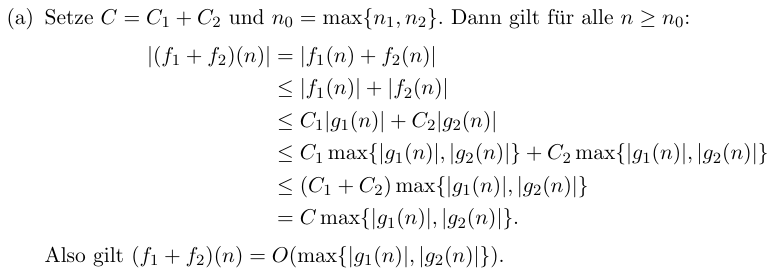 (a) Setze C = C₁ + C₂ und n₀ = max{n₁, n₂}. Dann gilt für alle n ≥ n₀:
|(f₁ + f₂)(n)| = |f₁(n) + f₂(n)|
≤ |f₁(n)| + |f₂(n)|
≤ C₁|g₁(n)| + C₂|g₂(n)|
≤ C₁ max{|g₁(n)|, |g₂(n)|} + C₂ max{|g₁(n)|, |g₂(n)|}
≤ (C₁ + C₂) max{|g₁(n)|, |g₂(n)|}
= C max{|g₁(n)|, |g₂(n)|}.
Also gilt (f₁ + f₂)(n) = O(max{|g₁(n)|, |g₂(n)|}).